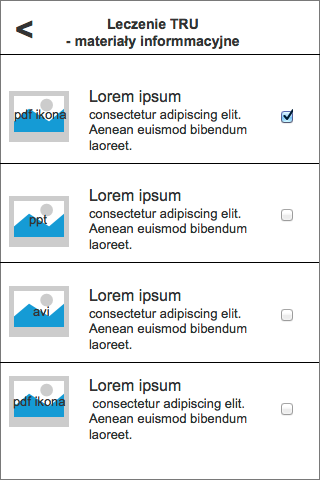 <
Leczenie TRU
- materiały informmacyjne
pdf ikona
Lorem ipsum
consectetur adipiscing elit.
Aenean euismod bibendum
laoreet.
ppt
Lorem ipsum
consectetur adipiscing elit.
Aenean euismod bibendum
laoreet.
avi
Lorem ipsum
consectetur adipiscing elit.
Aenean euismod bibendum
laoreet.
pdf ikona
Lorem ipsum
consectetur adipiscing elit.
Aenean euismod bibendum
laoreet.